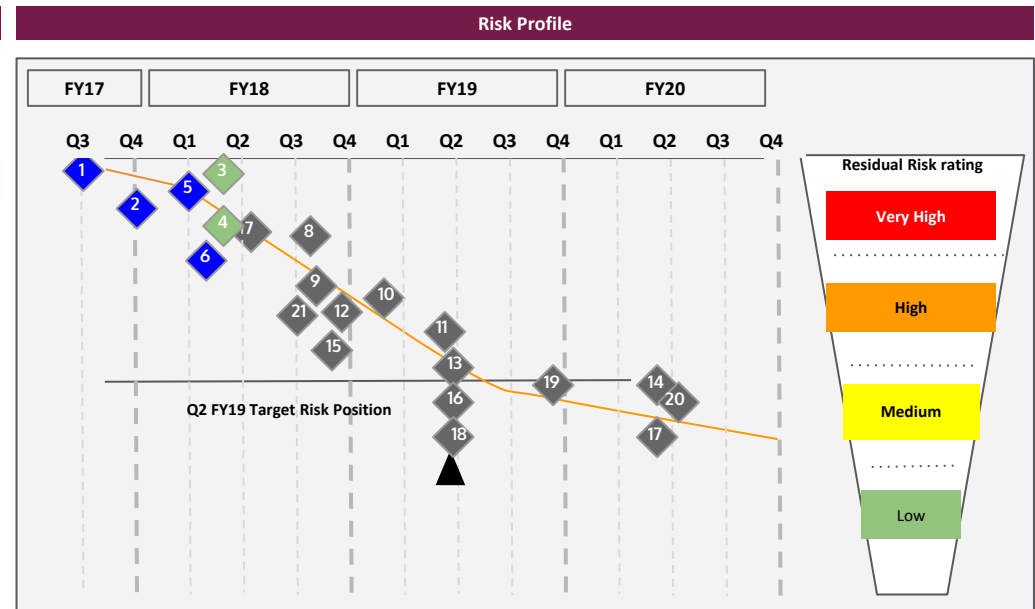 Risk Profile
FY17
FY18
FY19
FY20
Q3 Q4 Q1 Q2 Q3 Q4 Q1 Q2 Q3 Q4 Q1 Q2 Q3 Q4
1
3
5
2
4
17
8
6
9
10
21
12
11
15
13
19
14
16
20
18
17
Q2 FY19 Target Risk Position
Residual Risk rating
Very High
High
Medium
Low